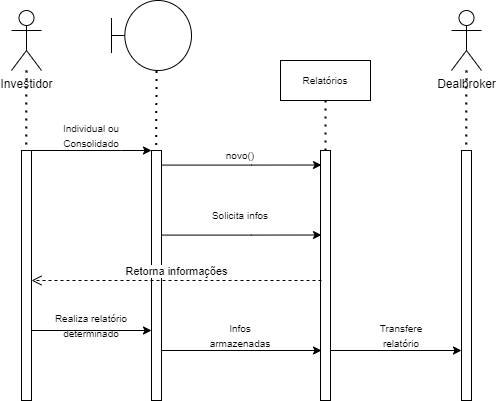 Investidor
Relatórios
Dealbroker
Individual ou
Consolidado
novo()
Solicita infos
Retorna informações
Realiza relatório
determinado
Infos
armazenadas
Transfere
relatório